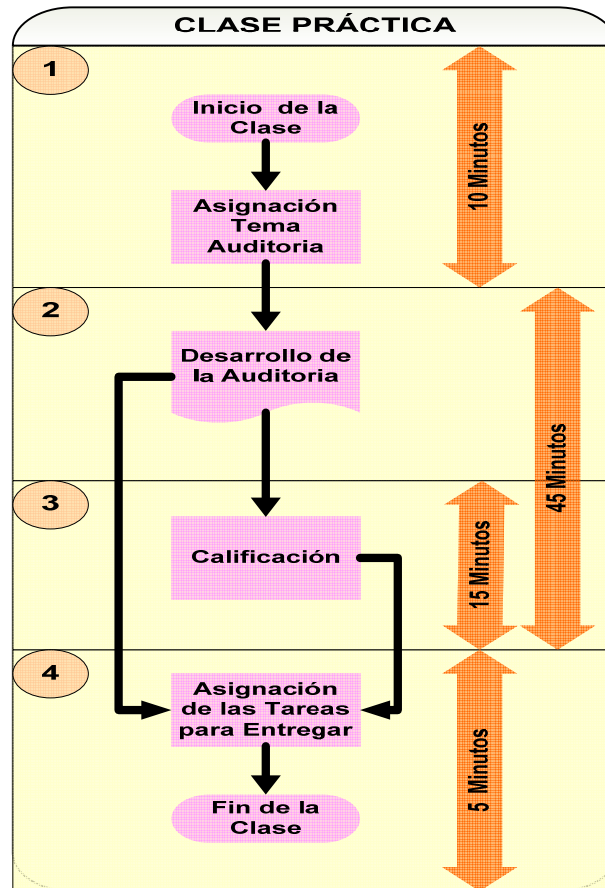 CLASE PRÁCTICA
1
Inicio de la
Clase
Asignación
Tema
Auditoria
10 Minutos
2
Desarrollo de
la Auditoria
45 Minutos
3
Calificación
15 Minutos
4
Asignación
de las Tareas
para Entregar
Fin de la
Clase
5 Minutos